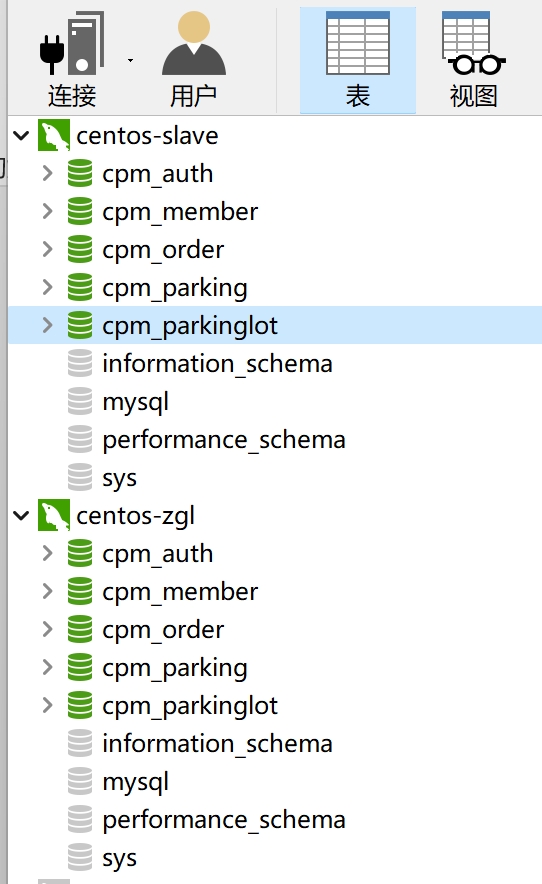 连接 用户 表 视图
centos-slave
cpm_auth
cpm_member
cpm_order
cpm_parking
cpm_parkinglot
information_schema
mysql
performance_schema
sys
centos-zgl
cpm_auth
cpm_member
cpm_order
cpm_parking
cpm_parkinglot
information_schema
mysql
performance_schema
sys